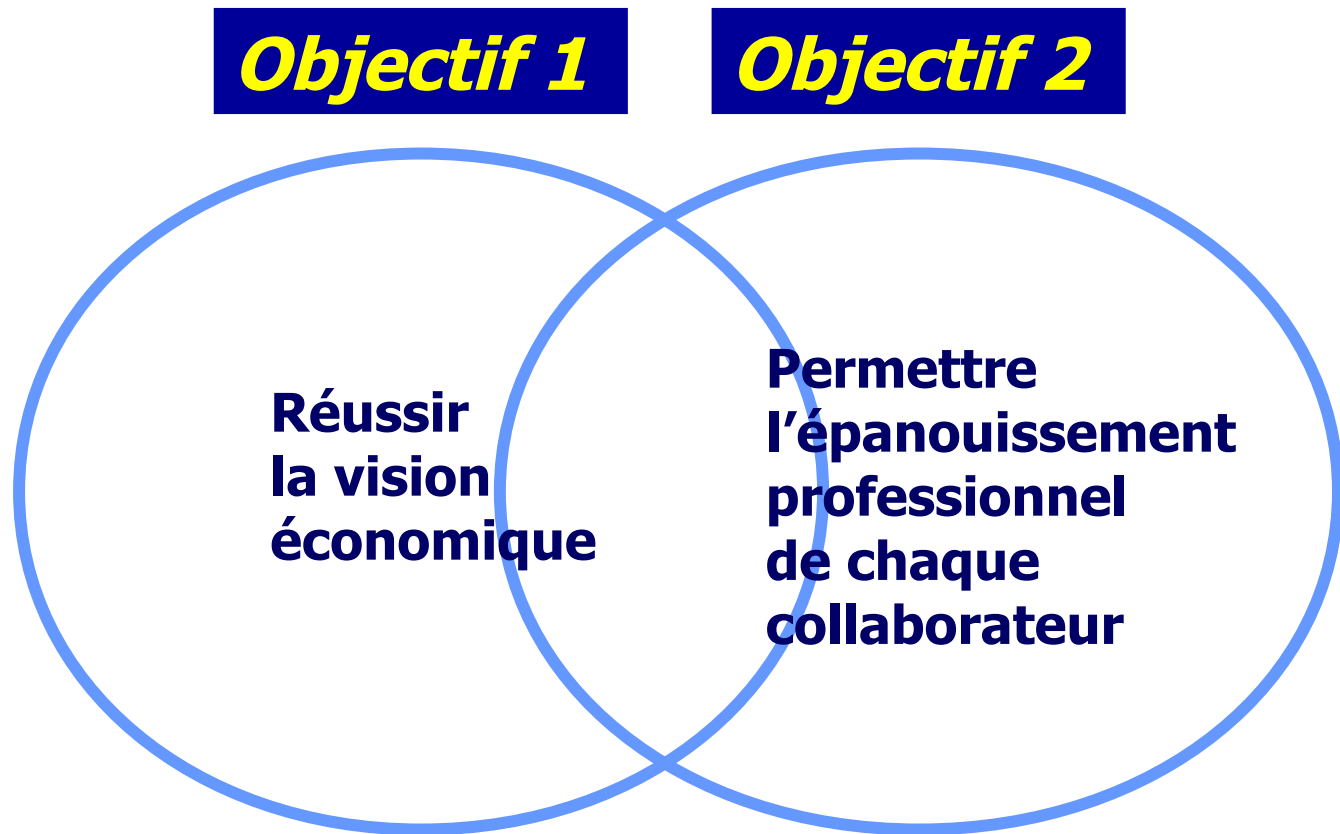 Objectif 1
Objectif 2
Réussir
la vision
économique
Permettre
l’épanouissement
professionnel
de chaque
collaborateur